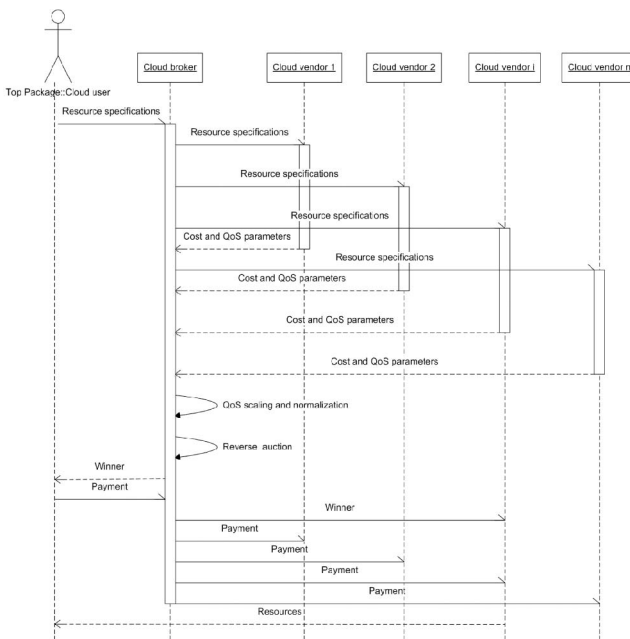 Cloud broker
Cloud vendor 1
Cloud vendor 2
Cloud vendor i
Cloud vendor n
Top Package::Cloud user
Resource specifications
Resource specifications
Resource specifications
Resource specifications
Cost and QoS parameters
Resource specifications
Cost and QoS parameters
Cost and QoS parameters
Cost and QoS parameters
QoS scaling and normalization
Reverse auction
Winner
Payment
Winner
Payment
Payment
Payment
Payment
Resources